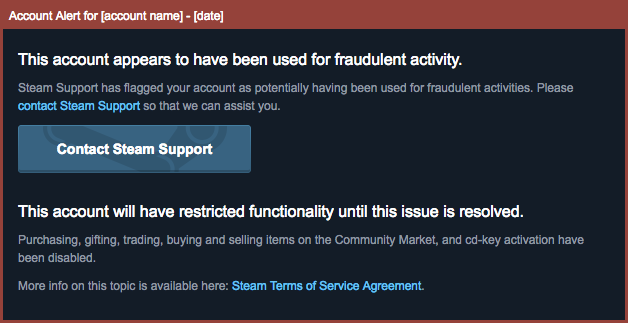 Account Alert for [account name] - [date]
This account appears to have been used for fraudulent activity.
Steam Support has flagged your account as potentially having been used for fraudulent activities. Please
contact Steam Support so that we can assist you.
Contact Steam Support
This account will have restricted functionality until this issue is resolved.
Purchasing, gifting, trading, buying and selling items on the Community Market, and cd-key activation have
been disabled.
More info on this topic is available here: Steam Terms of Service Agreement.